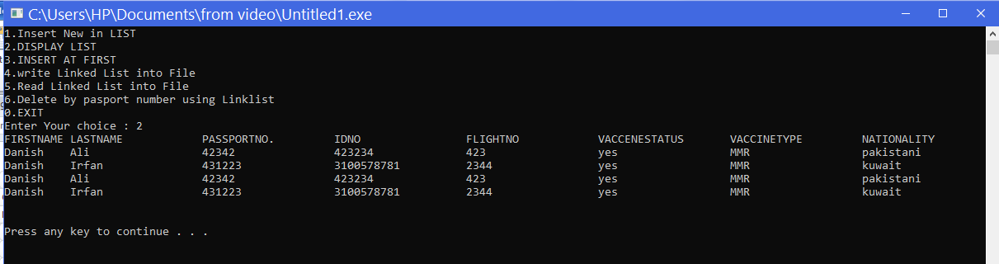 C:\Users\HP\Documents\from video\Untitled1.exe
1.Insert New in LIST
2.DISPLAY LIST
3.INSERT AT FIRST
4.write Linked List into File
5.Read Linked List into File
6.Delete by pasport number using Linklist
0.EXIT
Enter Your choice : 2
FIRSTNAME LASTNAME PASSPORTNO. IDNO FLIGHTNO VACCENESTATUS VACCINETYPE NATIONALITY
Danish Ali 42342 423234 423 yes MMR pakistani
Danish Irfan 431223 3100578781 2344 yes MMR kuwait
Danish Ali 42342 423234 423 yes MMR pakistani
Danish Irfan 431223 3100578781 2344 yes MMR kuwait
Press any key to continue . . .